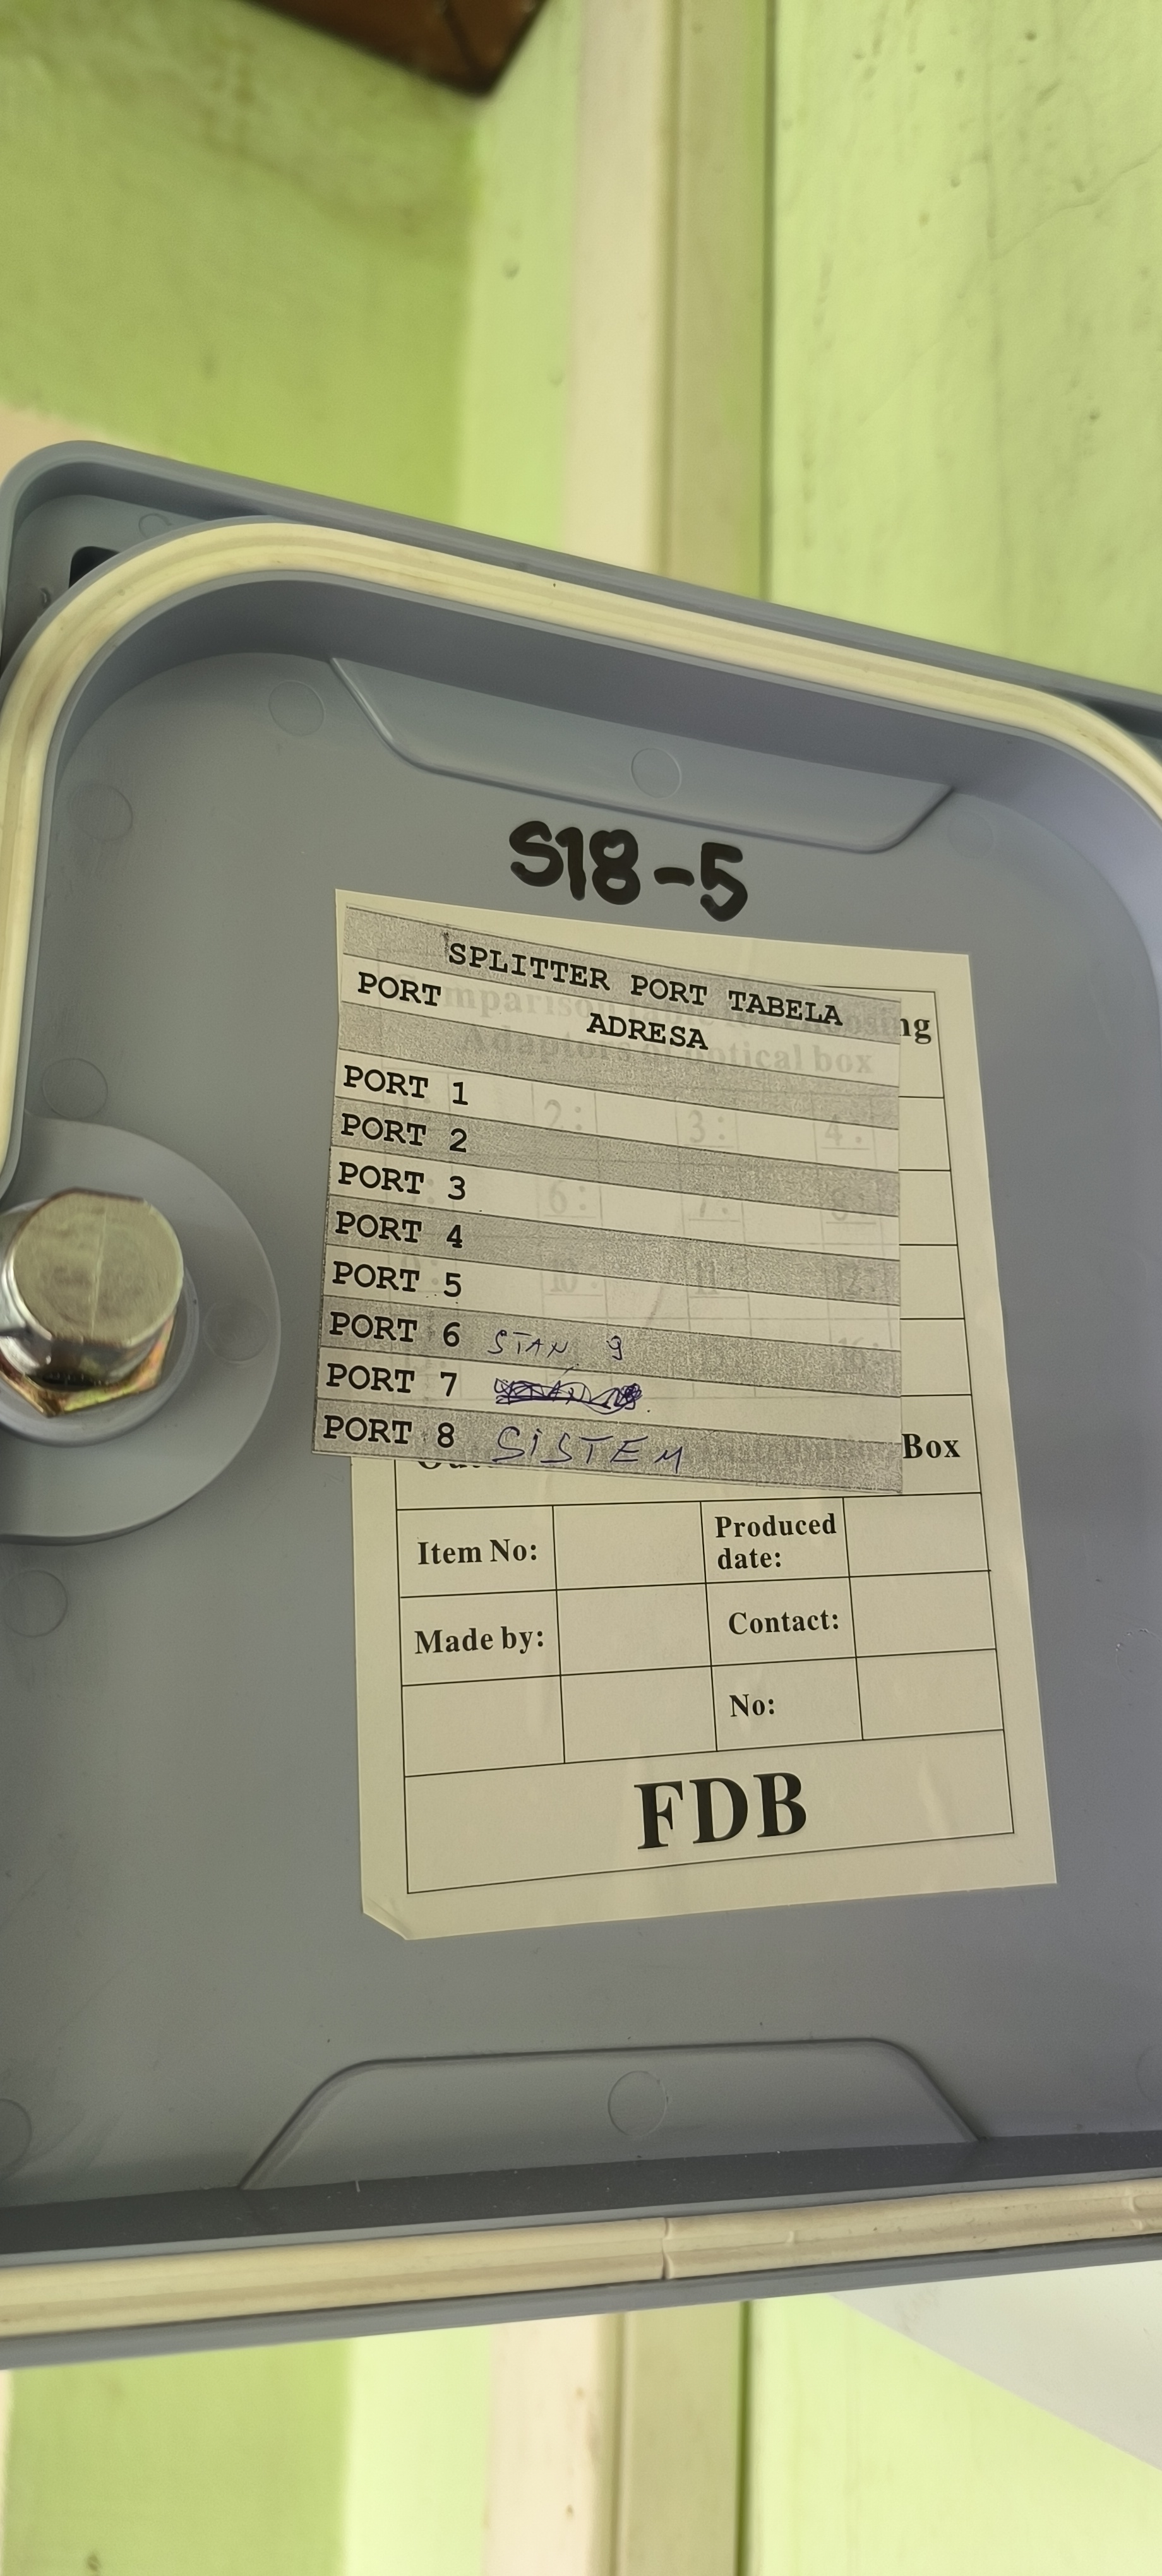 S18-5
SPLITTER PORT TABELA
PORT ADRESA
ng
PORT 1
PORT 2
PORT 3
PORT 4
PORT 5
PORT 6 STAN 9
PORT 7
PORT 8 SISTEM
Box
Item No: Produced date:
Made by: Contact:
No:
FDB